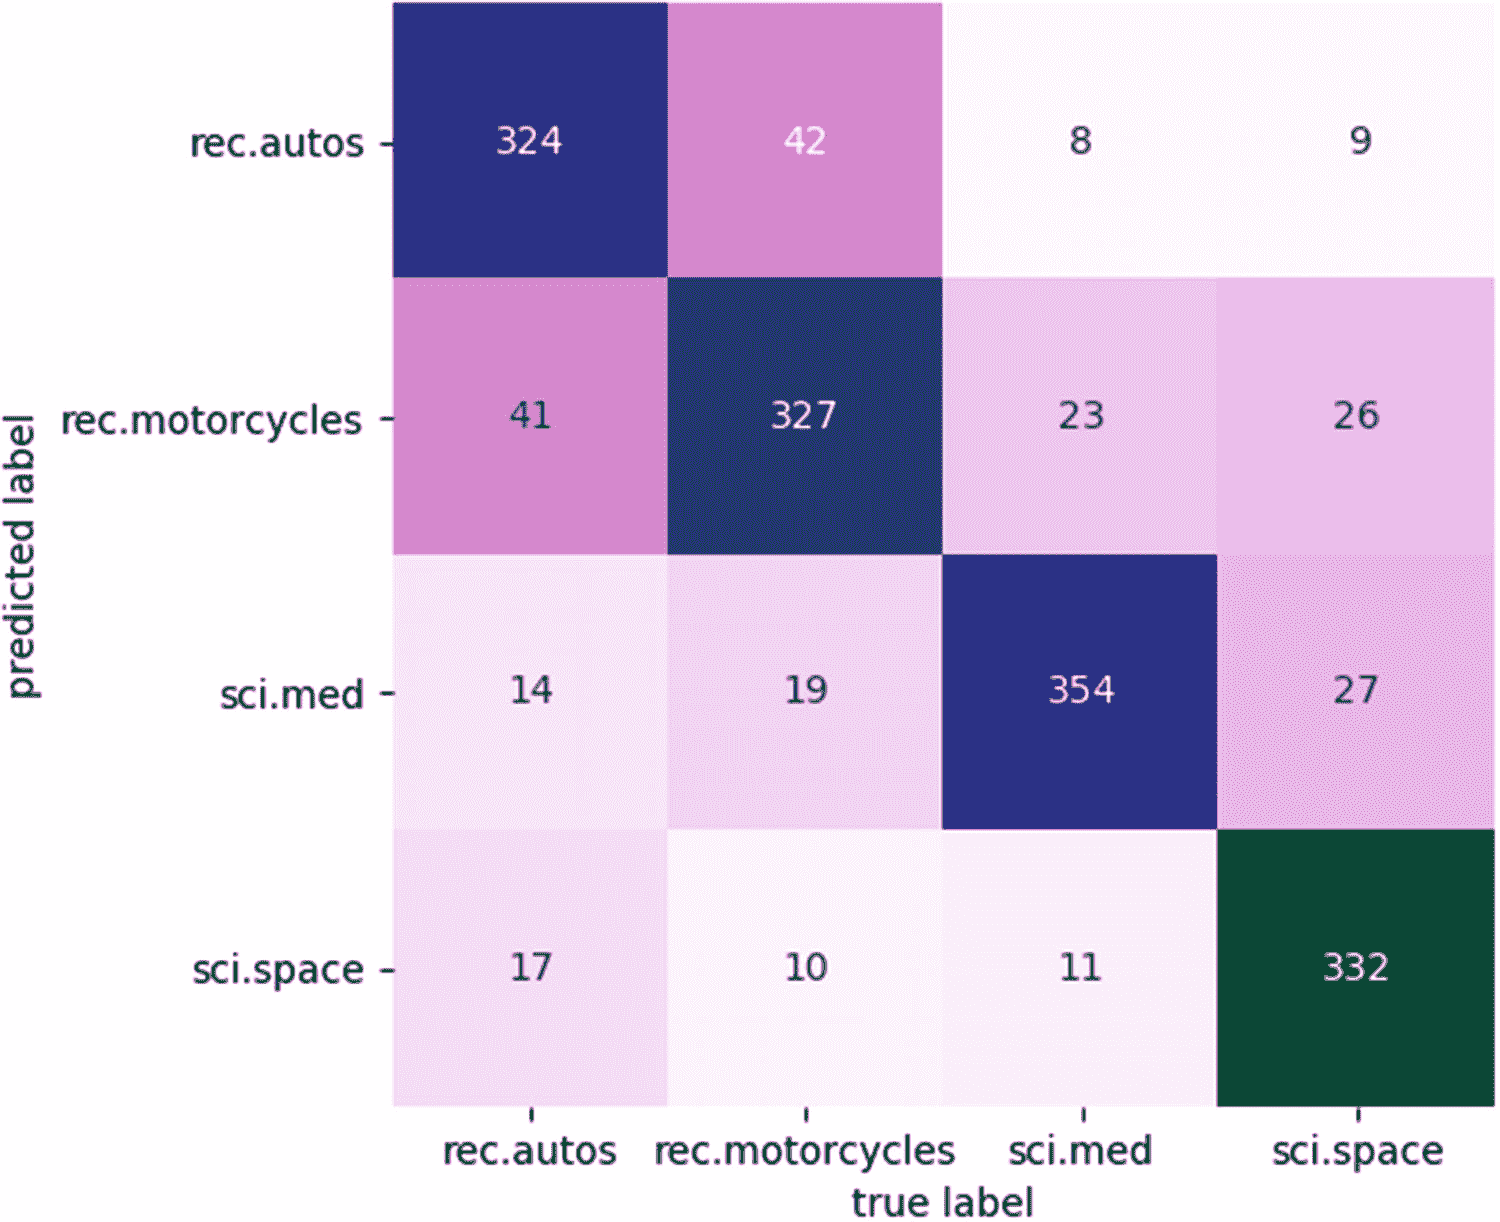 rec.autos 324 42 8 9
rec.motorcycles 41 327 23 26
sci.med 14 19 354 27
sci.space 17 10 11 332
rec.autos rec.motorcycles sci.med sci.space
true label
predicted label